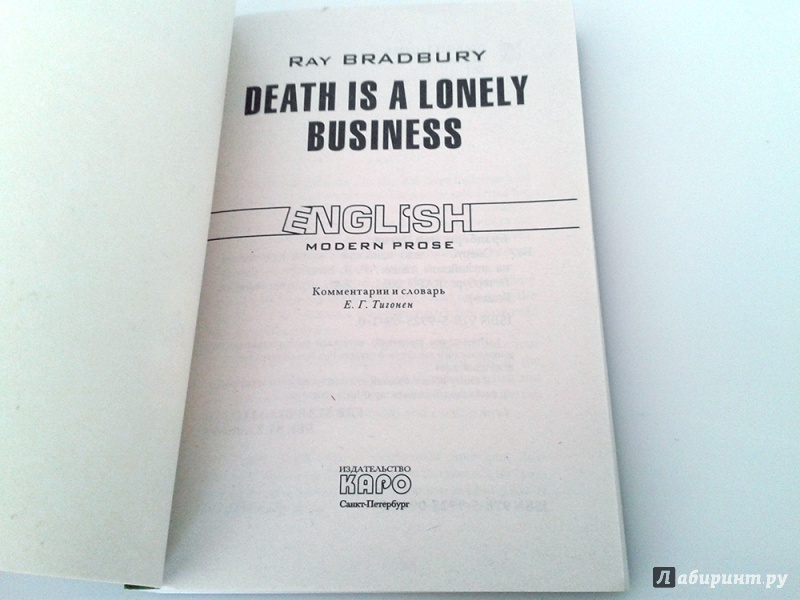 Ray BRADBURY
DEATH IS A LONELY
BUSINESS
ENGLISH
MODERN PROSE
Комментарии и словарь
Е. Г. Тигонен
ИЗДАТЕЛЬСТВО
КАРО
Санкт-Петербург
Лабиринт.ру